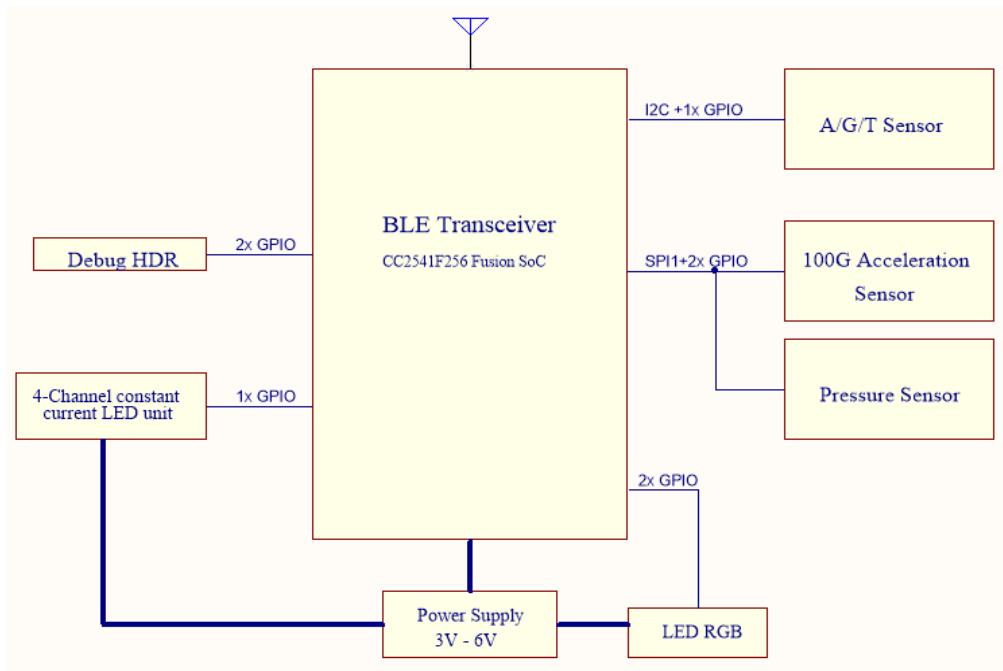 I2C +1x GPIO
A/G/T Sensor
BLE Transceiver
CC2541F256 Fusion SoC
2x GPIO
Debug HDR
SPI1+2x GPIO
100G Acceleration
Sensor
4-Channel constant
current LED unit
1x GPIO
Pressure Sensor
2x GPIO
Power Supply
3V - 6V
LED RGB